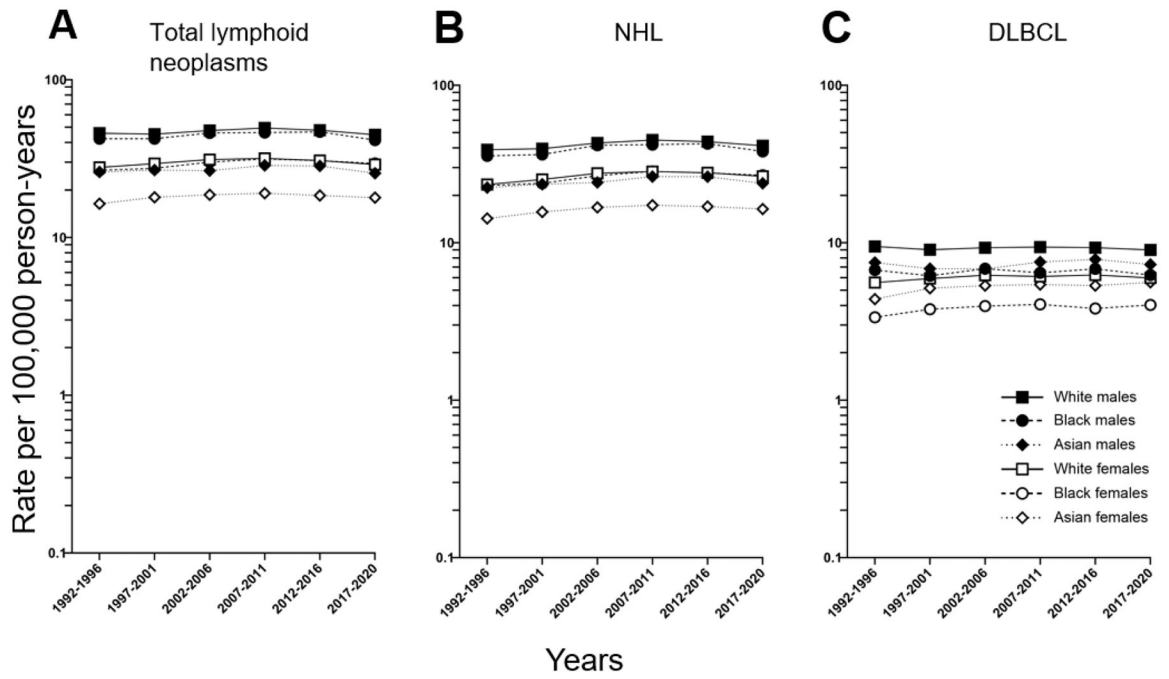 A
Total lymphoid
neoplasms
B
NHL
C
DLBCL
Rate per 100,000 person-years
100
10
1
0.1
1992-1996
1997-2001
2002-2006
2007-2011
2012-2016
2017-2020
100
10
1
0.1
1992-1996
1997-2001
2002-2006
2007-2011
2012-2016
2017-2020
100
10
1
0.1
1992-1996
1997-2001
2002-2006
2007-2011
2012-2016
2017-2020
White males
Black males
Asian males
White females
Black females
Asian females
Years